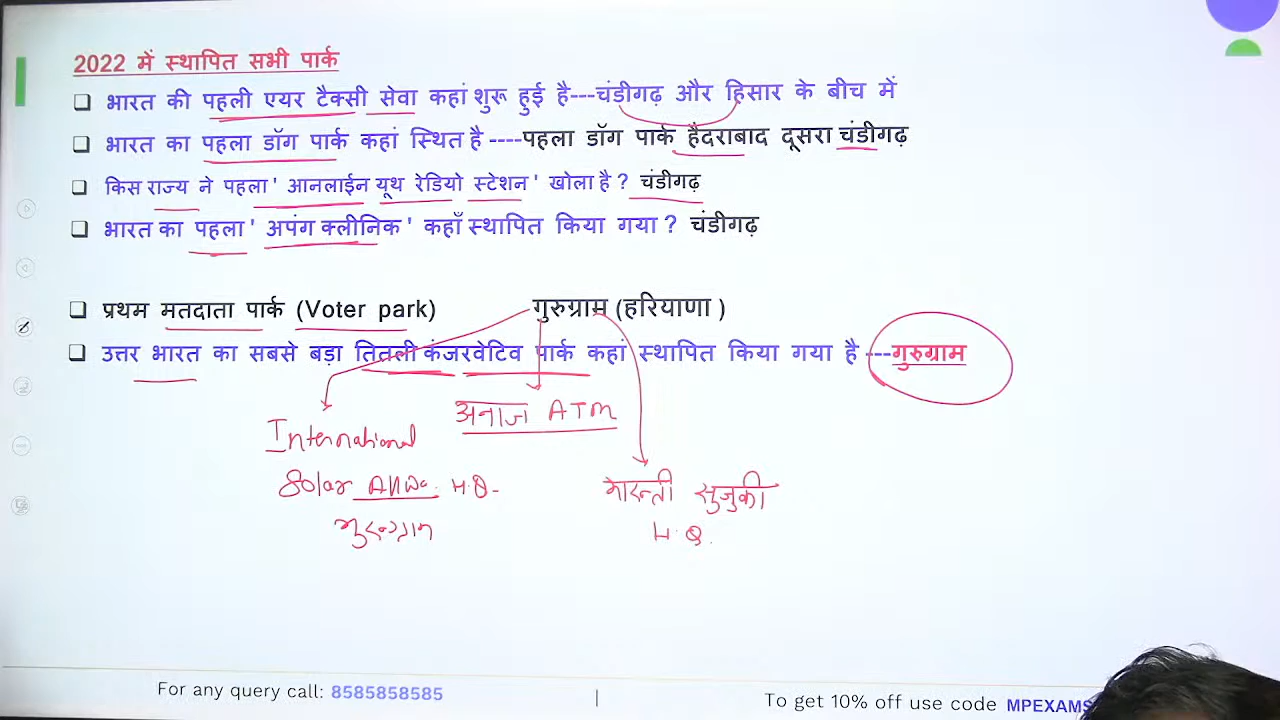 2022 में स्थापित सभी पार्क
❑ भारत की पहली एयर टैक्सी सेवा कहां शुरू हुई है---चंडीगढ़ और हिसार के बीच में
❑ भारत का पहला डॉग पार्क कहां स्थित है ----पहला डॉग पार्क हैदराबाद दूसरा चंडीगढ़
❑ किस राज्य ने पहला' आनलाईन यूथ रेडियो स्टेशन' खोला है? चंडीगढ़
❑ भारत का पहला' अपंग क्लीनिक' कहाँ स्थापित किया गया? चंडीगढ़
❑ प्रथम मतदाता पार्क (Voter park) गुरुग्राम (हरियाणा )
❑ उत्तर भारत का सबसे बड़ा तितली कंजरवेटिव पार्क कहां स्थापित किया गया है ---गुरुग्राम
अनाज ATM
International
Solar H.Q-
सुजुकी
H.Q.
For any query call: 8585858585 | To get 10% off use code MPEXAMS